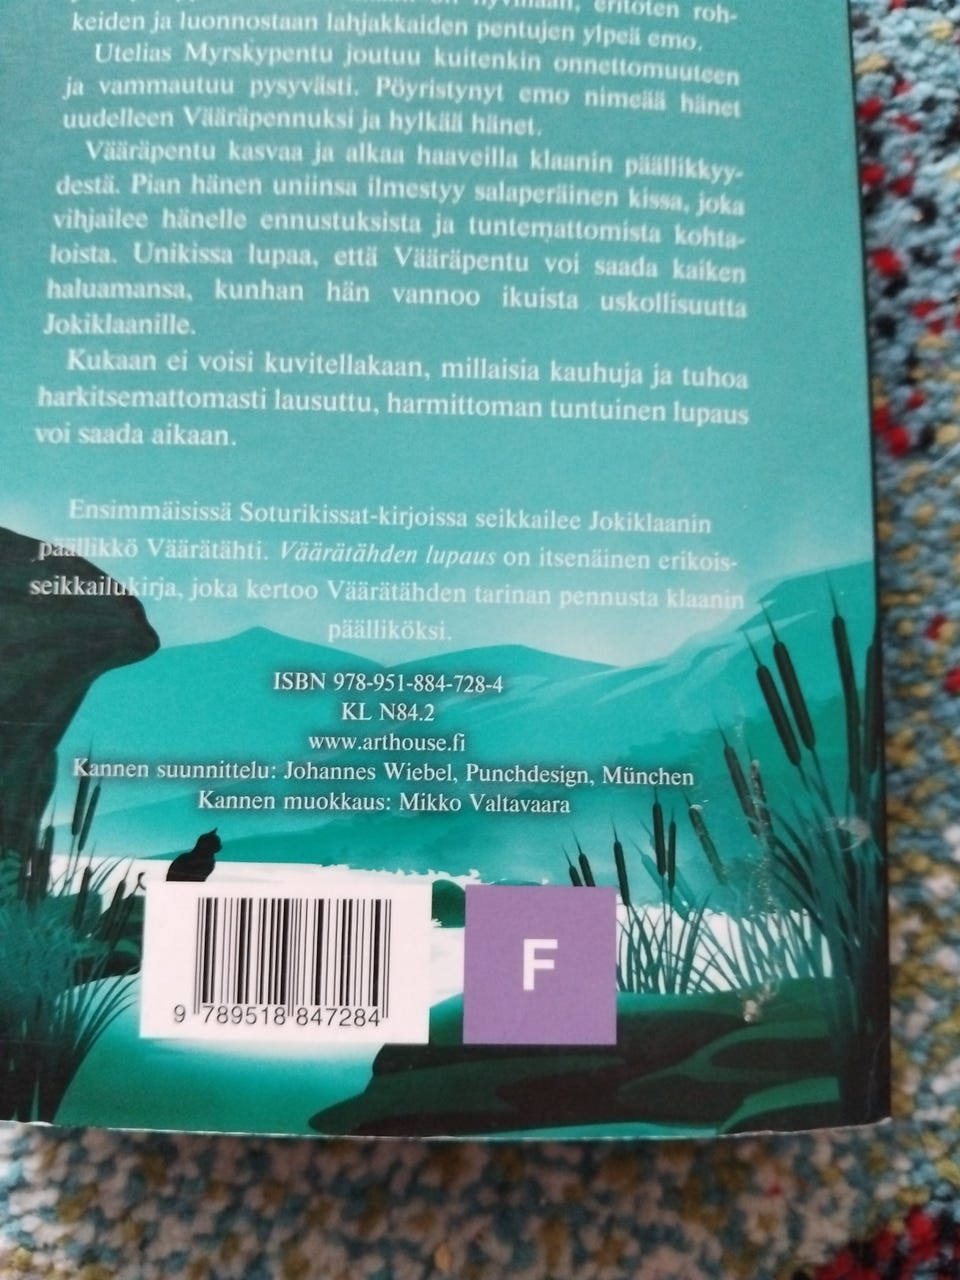 hyvillään, eritoten roh-
keiden ja luonnostaan lahjakkaiden pentujen ylpeä emo.
Utelias Myrskypentu joutuu kuitenkin onnettomuuteen
ja vammautuu pysyvästi. Pöyristynyt emo nimeää hänet
uudelleen Vääräpennuksi ja hylkää hänet.
Vääräpentu kasvaa ja alkaa haaveilla klaanin päällikkyy-
destä. Pian hänen uniinsa ilmestyy salaperäinen kissa, joka
vihjailee hänelle ennustuksista ja tuntemattomista kohta-
loista. Unikissa lupaa, että Vääräpentu voi saada kaiken
haluamansa, kunhan hän vannoo ikuista uskollisuutta
Jokiklaanille.
Kukaan ei voisi kuvitellakaan, millaisia kauhuja ja tuhoa
harkitsemattomasti lausuttu, harmittoman tuntuinen lupaus
voi saada aikaan.
Ensimmäisissä Soturikissat-kirjoissa seikkailee Jokiklaanin
päällikkö Väärätähti. Väärätähden lupaus on itsenäinen erikois-
seikkailukirja, joka kertoo Väärätähden tarinan pennusta klaanin
päälliköksi.
ISBN 978-951-884-728-4
KL N84.2
www.arthouse.fi
Kannen suunnittelu: Johannes Wiebel, Punchdesign, München
Kannen muokkaus: Mikko Valtavaara
F
9 789518 847284